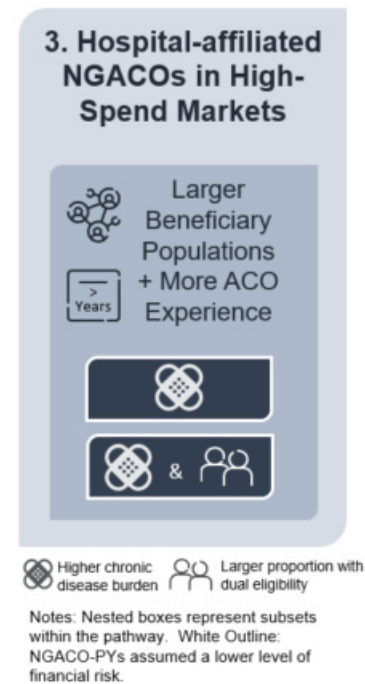 3. Hospital-affiliated
NGACOs in High-
Spend Markets
Larger
Beneficiary
Populations
+ More ACO
Experience
>
Years
&
Higher chronic
disease burden
Larger proportion with
dual eligibility
Notes: Nested boxes represent subsets
within the pathway. White Outline:
NGACO-PYs assumed a lower level of
financial risk.